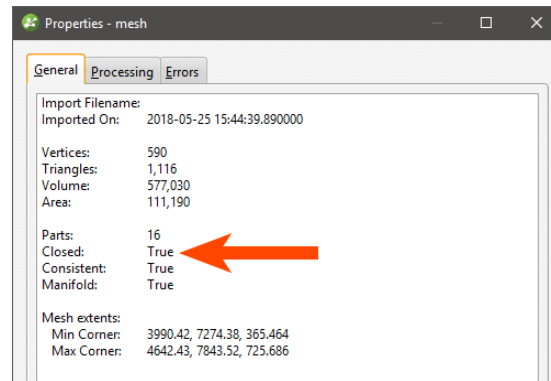 Properties - mesh
General Processing Errors
Import Filename:
Imported On: 2018-05-25 15:44:39.890000
Vertices: 590
Triangles: 1,116
Volume: 577,030
Area: 111,190
Parts: 16
Closed: True
Consistent: True
Manifold: True
Mesh extents:
Min Corner: 3990.42, 7274.38, 365.464
Max Corner: 4642.43, 7843.52, 725.686